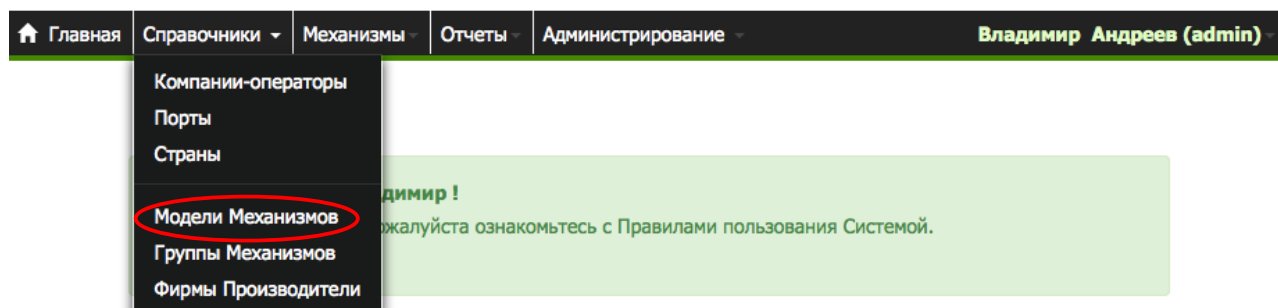 Главная Справочники Механизмы Отчеты Администрирование Владимир Андреев (admin)
Компании-операторы
Порты
Страны
Модели Механизмов
Группы Механизмов
Фирмы Производители
димир !
жалуйста ознакомьтесь с Правилами пользования Системой.